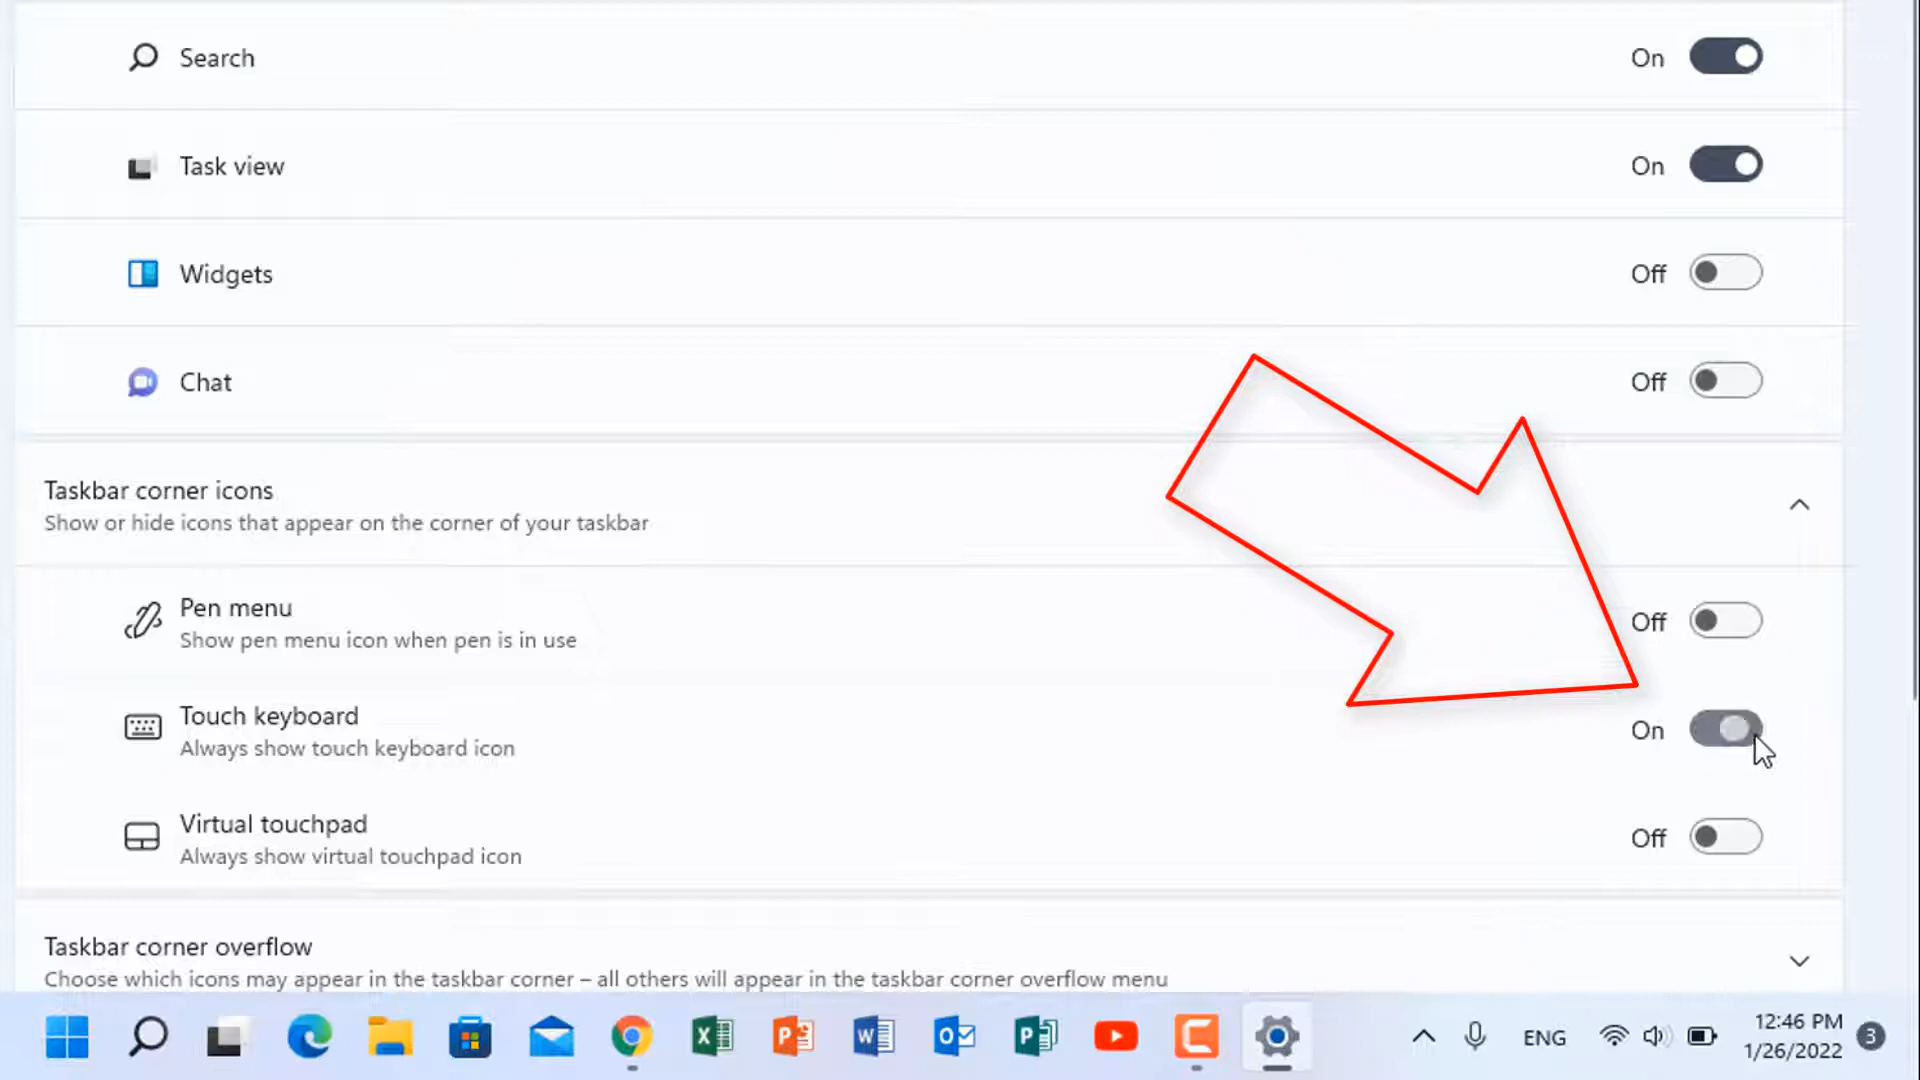 Search On
Task view On
Widgets Off
Chat Off
Taskbar corner icons
Show or hide icons that appear on the corner of your taskbar
Pen menu
Show pen menu icon when pen is in use
Off
Touch keyboard
Always show touch keyboard icon
On
Virtual touchpad
Always show virtual touchpad icon
Off
Taskbar corner overflow
Choose which icons may appear in the taskbar corner – all others will appear in the taskbar corner overflow menu
ENG
12:46 PM
1/26/2022
3